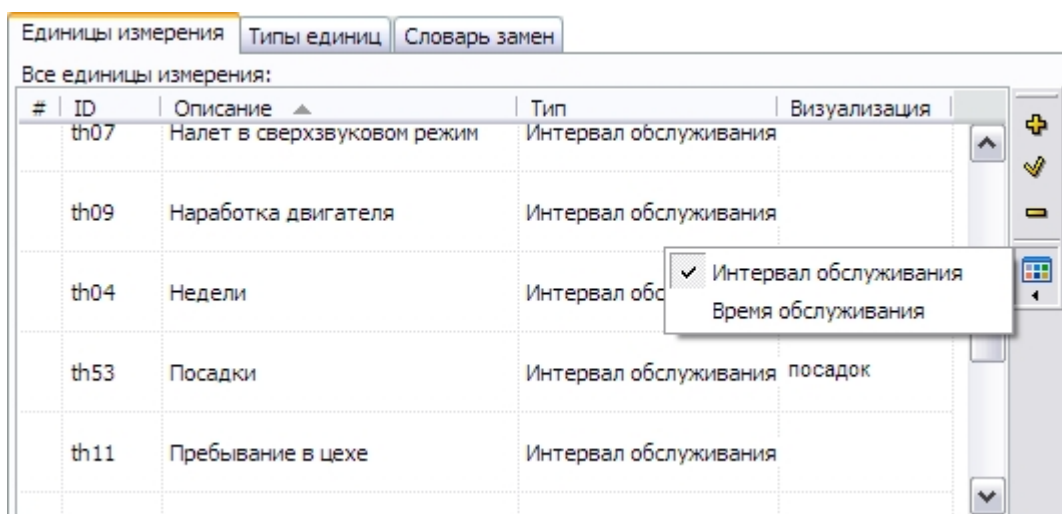 Единицы измерения Типы единиц Словарь замен
Все единицы измерения:
# ID Описание Тип Визуализация
th07 Налет в сверхзвуковом режим Интервал обслуживания
th09 Наработка двигателя Интервал обслуживания
Интервал обслуживания
th04 Недели Интервал обс
Время обслуживания
th53 Посадки Интервал обслуживания посадок
th11 Пребывание в цехе Интервал обслуживания